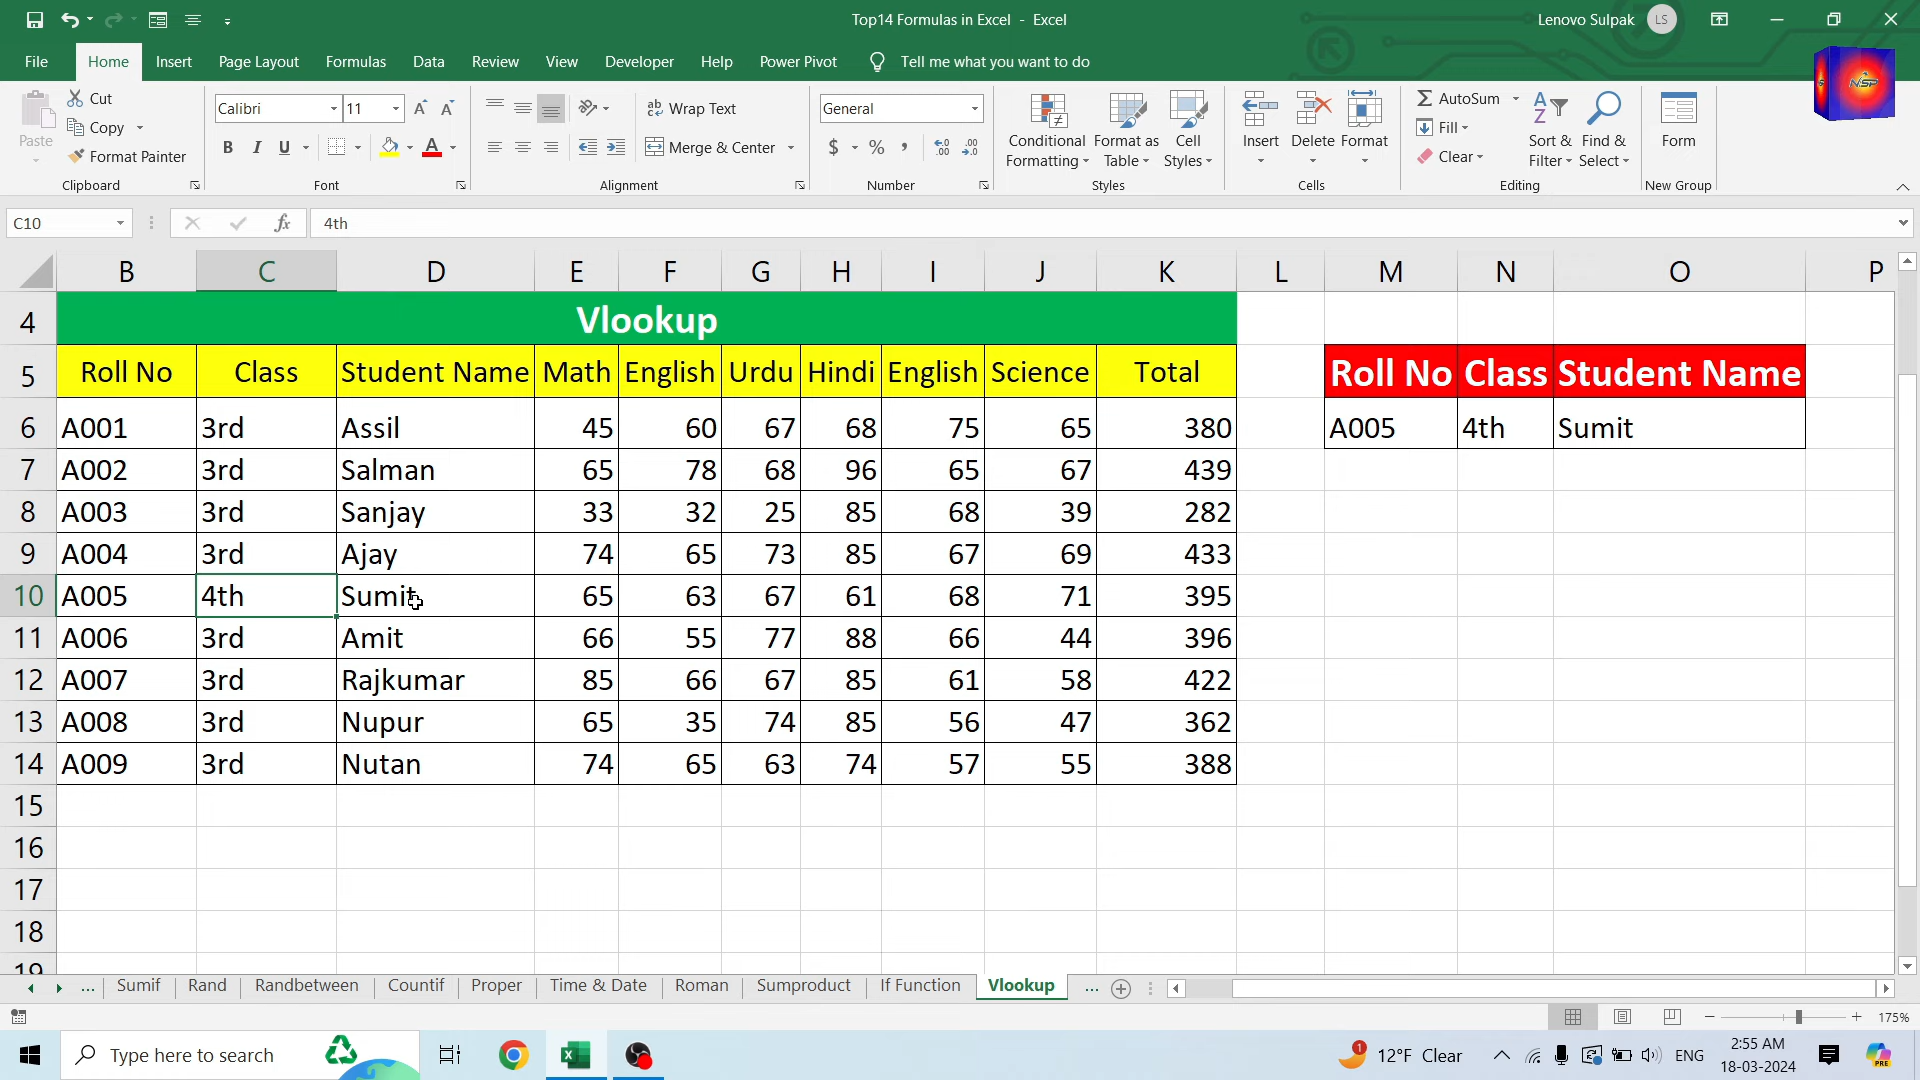 Top14 Formulas in Excel - Excel
Lenovo Sulpak
LS
File Home Insert Page Layout Formulas Data Review View Developer Help Power Pivot Tell me what you want to do
NSP
Paste
Cut
Copy
Format Painter
Clipboard
Calibri 11
B I U
Font
Wrap Text
Merge & Center
Alignment
General
$ % ,
Number
Conditional Formatting
Format as Table
Cell Styles
Styles
Insert Delete Format
Cells
AutoSum
Fill
Clear
Sort & Filter
Find & Select
Editing
Form
New Group
C10 fx 4th
B C D E F G H I J K L M N O P
4 Vlookup
5 Roll No Class Student Name Math English Urdu Hindi English Science Total Roll No Class Student Name
6 A001 3rd Assil 45 60 67 68 75 65 380 A005 4th Sumit
7 A002 3rd Salman 65 78 68 96 65 67 439
8 A003 3rd Sanjay 33 32 25 85 68 39 282
9 A004 3rd Ajay 74 65 73 85 67 69 433
10 A005 4th Sumit 65 63 67 61 68 71 395
11 A006 3rd Amit 66 55 77 88 66 44 396
12 A007 3rd Rajkumar 85 66 67 85 61 58 422
13 A008 3rd Nupur 65 35 74 85 56 47 362
14 A009 3rd Nutan 74 65 63 74 57 55 388
15
16
17
18
19
... Sumif Rand Randbetween Countif Proper Time & Date Roman Sumproduct If Function Vlookup ...
175%
Type here to search
1 12°F Clear
ENG
2:55 AM
18-03-2024
PRE